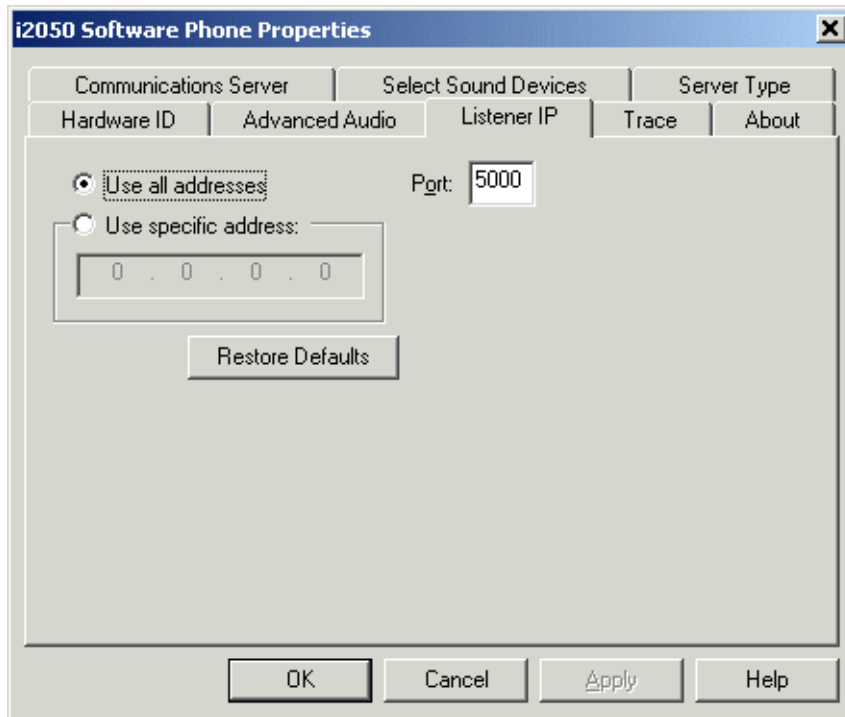 i2050 Software Phone Properties
Communications Server Select Sound Devices Server Type
Hardware ID Advanced Audio Listener IP Trace About
Use all addresses Port: 5000
Use specific address:
0 . 0 . 0 . 0
Restore Defaults
OK Cancel Apply Help